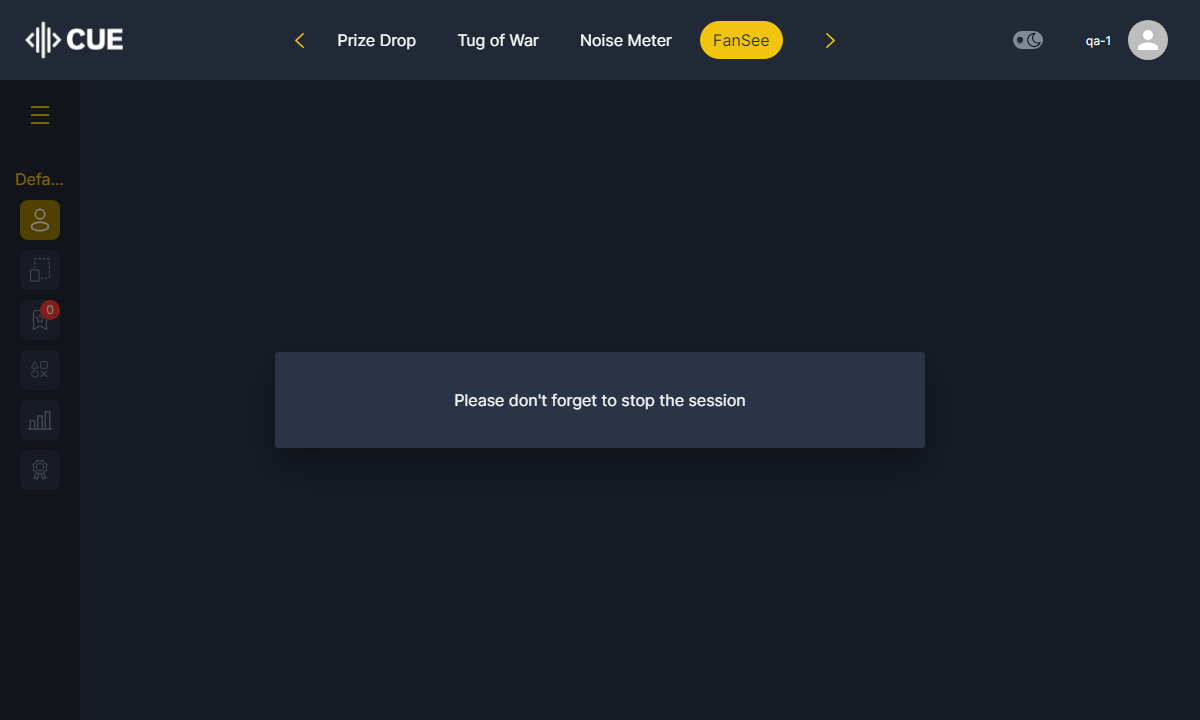 CUE
Prize Drop
Tug of War
Noise Meter
FanSee
qa-1
Defa...
0
Please don't forget to stop the session